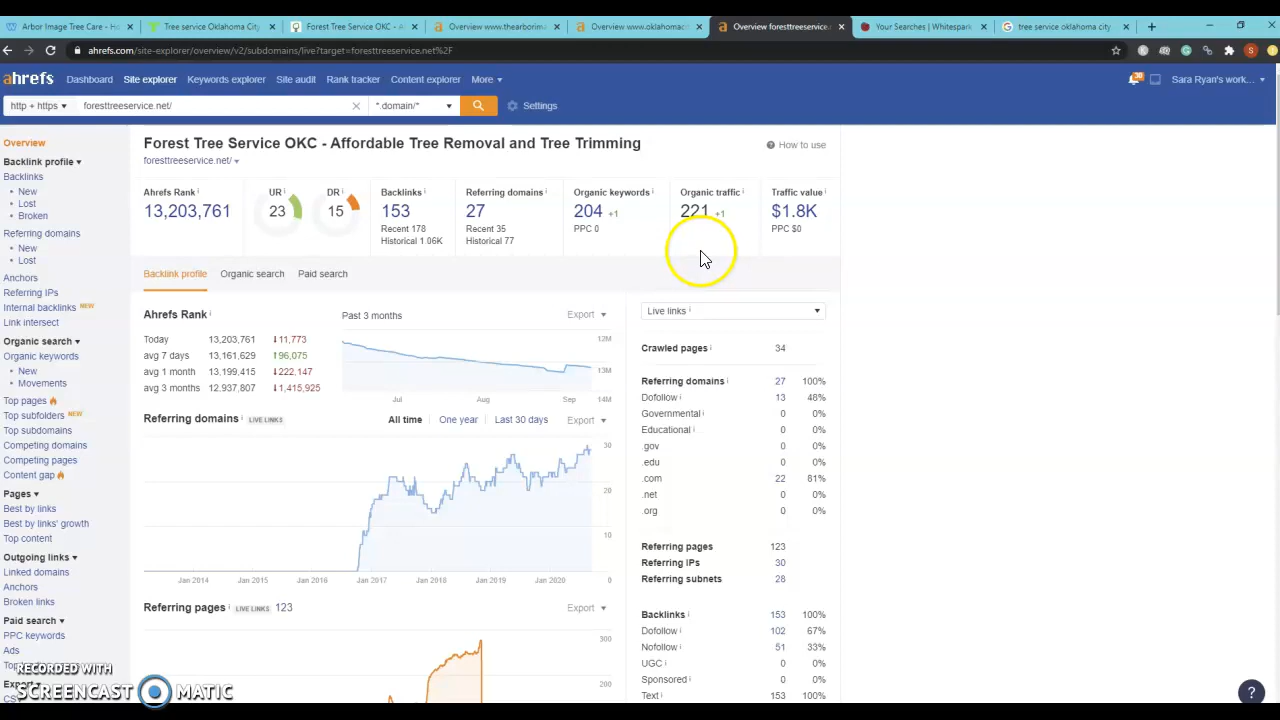 Arbor Image Tree Care - Ho
Tree service Oklahoma City
Forest Tree Service OKC - A
Overview www.thearborima
Overview www.oklahomact
Overview foresttreeservice.
Your Searches | Whitespark
tree service oklahoma city
ahrefs.com/site-explorer/overview/v2/subdomains/live?target=foresttreeservice.net%2F
ahrefs Dashboard Site explorer Keywords explorer Site audit Rank tracker Content explorer More Sara Ryan's work...
http + https foresttreeservice.net/ *.domain/* Settings
Overview
Backlink profile
Backlinks
New
Lost
Broken
Referring domains
New
Lost
Anchors
Referring IPs
Internal backlinks NEW
Link intersect
Organic search
Organic keywords
New
Movements
Top pages
Top subfolders NEW
Top subdomains
Competing domains
Competing pages
Content gap
Pages
Best by links
Best by links' growth
Top content
Outgoing links
Linked domains
Anchors
Broken links
Paid search
PPC keywords
Ads
RECORDED WITH
SCREENCAST MATIC
Forest Tree Service OKC - Affordable Tree Removal and Tree Trimming
How to use
foresttreeservice.net/
Ahrefs Rank UR DR Backlinks Referring domains Organic keywords Organic traffic Traffic value
13,203,761 23 15 153 27 204 +1 221 +1 $1.8K
Recent 178 Recent 35 PPC 0 PPC $0
Historical 1.06K Historical 77
Backlink profile Organic search Paid search
Ahrefs Rank Past 3 months Export
Today 13,203,761 11,773
avg 7 days 13,161,629 96,075
avg 1 month 13,199,415 222,147
avg 3 months 12,937,807 1,415,925
12M
13M
14M
Jul Aug Sep
Referring domains LIVE LINKS All time One year Last 30 days Export
30
20
10
0
Jan 2014 Jan 2015 Jan 2016 Jan 2017 Jan 2018 Jan 2019 Jan 2020
Referring pages LIVE LINKS 123 Export
300
200
Live links
Crawled pages 34
Referring domains 27 100%
Dofollow 13 48%
Governmental 0 0%
Educational 0 0%
.gov 0 0%
.edu 0 0%
.com 22 81%
.net 0 0%
.org 0 0%
Referring pages 123
Referring IPs 30
Referring subnets 28
Backlinks 153 100%
Dofollow 102 67%
Nofollow 51 33%
UGC 0 0%
Sponsored 0 0%
Text 153 100%
?